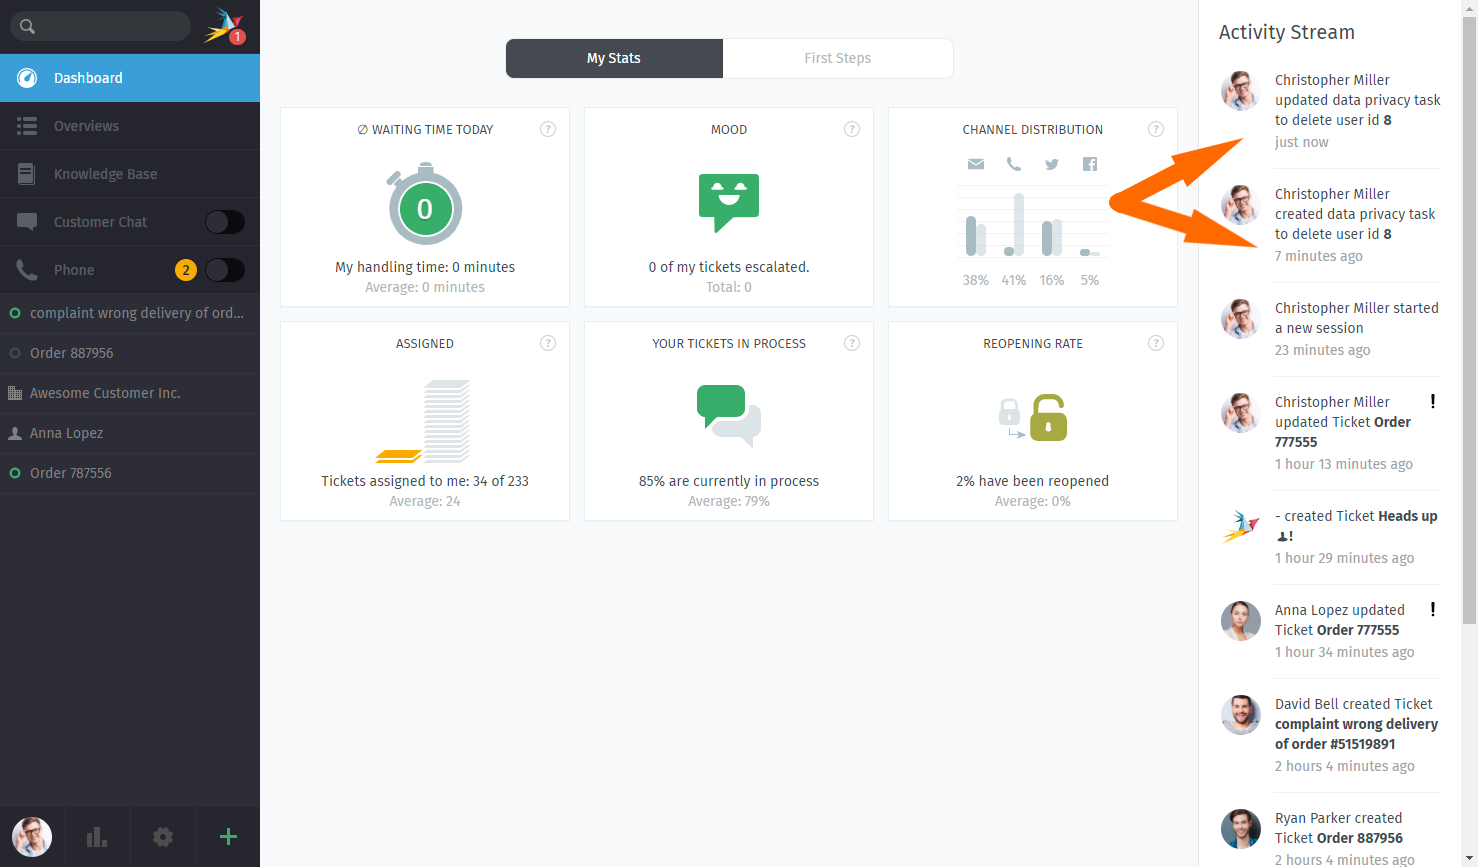 1
Dashboard
Overviews
Knowledge Base
Customer Chat
Phone
2
complaint wrong delivery of ord...
Order 887956
Awesome Customer Inc.
Anna Lopez
Order 787556
My Stats
First Steps
∅ WAITING TIME TODAY
?
0
My handling time: 0 minutes
Average: 0 minutes
MOOD
?
0 of my tickets escalated.
Total: 0
CHANNEL DISTRIBUTION
?
38% 41% 16% 5%
ASSIGNED
?
Tickets assigned to me: 34 of 233
Average: 24
YOUR TICKETS IN PROCESS
?
85% are currently in process
Average: 79%
REOPENING RATE
?
2% have been reopened
Average: 0%
Activity Stream
Christopher Miller
updated data privacy task
to delete user id 8
just now
Christopher Miller
created data privacy task
to delete user id 8
7 minutes ago
Christopher Miller started
a new session
23 minutes ago
Christopher Miller
updated Ticket Order
777555
1 hour 13 minutes ago
- created Ticket Heads up
!
1 hour 29 minutes ago
Anna Lopez updated
Ticket Order 777555
1 hour 34 minutes ago
David Bell created Ticket
complaint wrong delivery
of order #51519891
2 hours 4 minutes ago
Ryan Parker created
Ticket Order 887956
2 hours 4 minutes ago